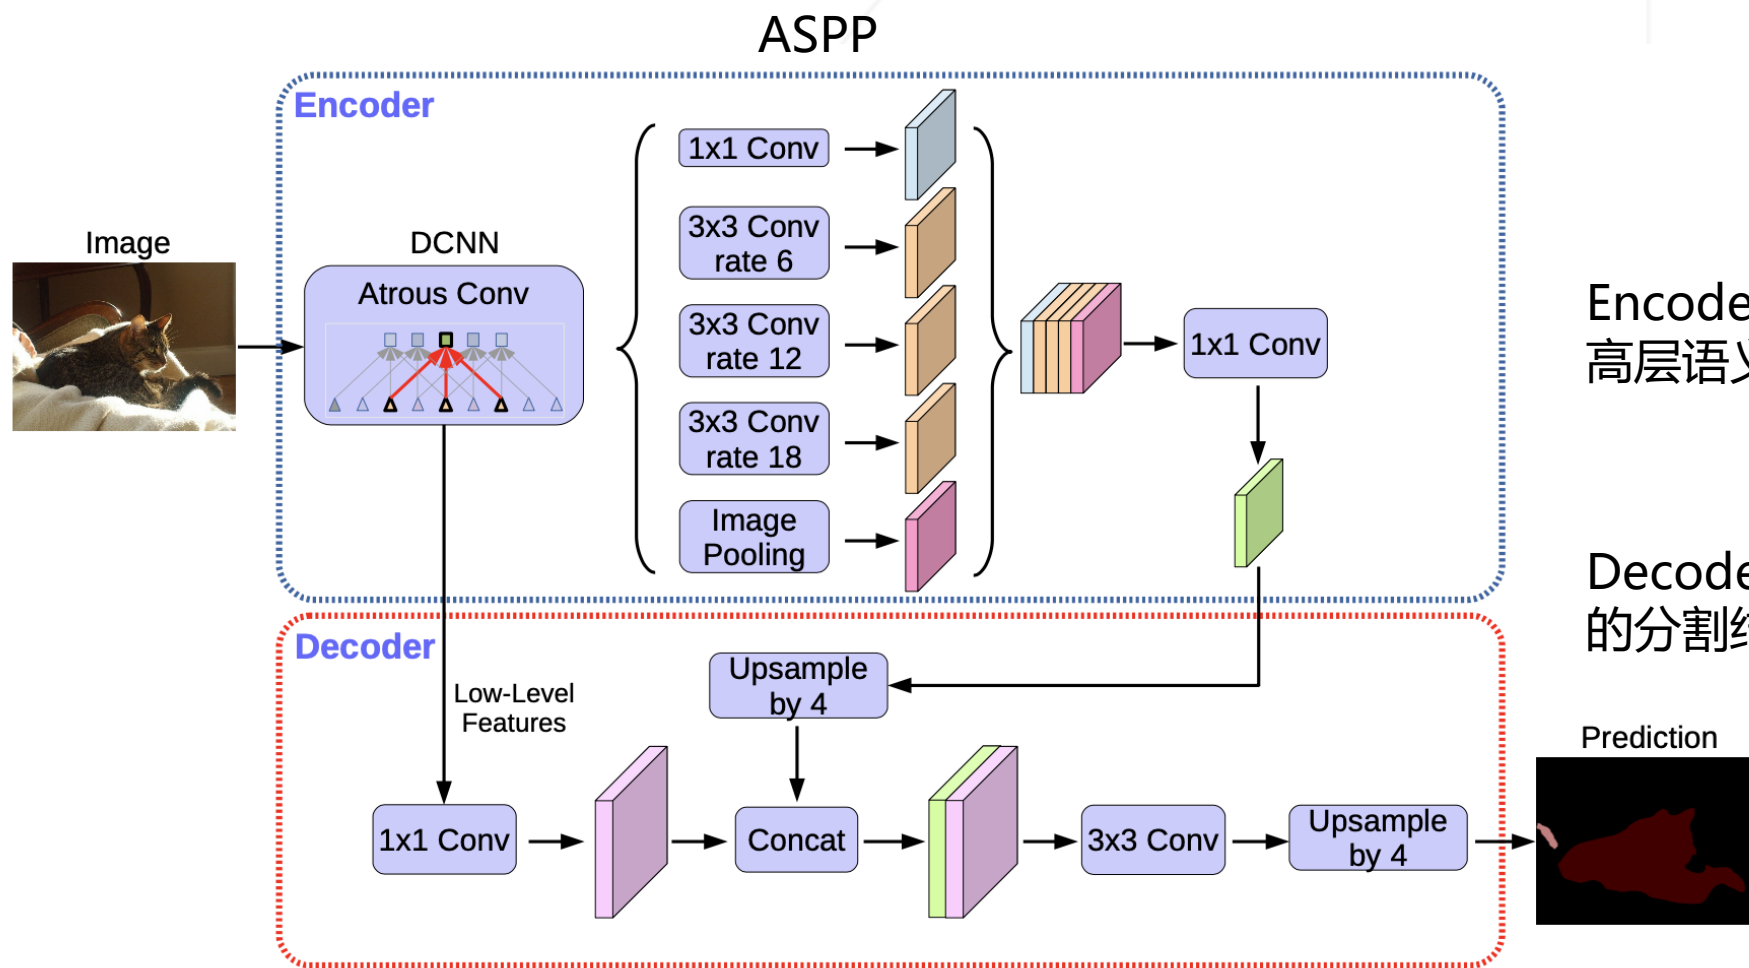 ASPP
Encoder
1x1 Conv
3x3 Conv
rate 6
3x3 Conv
rate 12
3x3 Conv
rate 18
Image
Pooling
Image
DCNN
Atrous Conv
1x1 Conv
Encode
高层语
Decode
的分割
Decoder
Low-Level
Features
Upsample
by 4
1x1 Conv
Concat
3x3 Conv
Upsample
by 4
Prediction